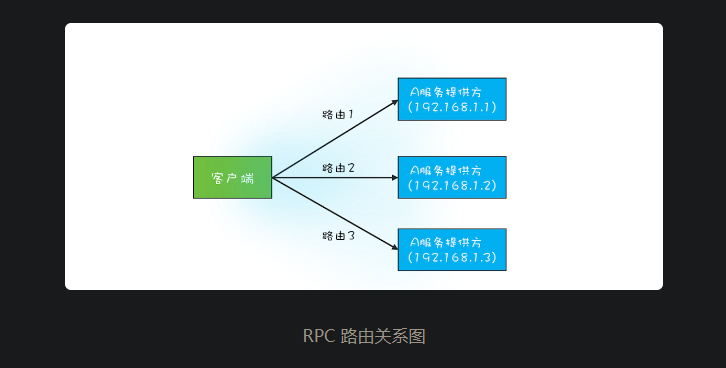 A服务提供方
(192.168.1.1)
路由1
客户端
路由2
A服务提供方
(192.168.1.2)
路由3
A服务提供方
(192.168.1.3)
RPC 路由关系图